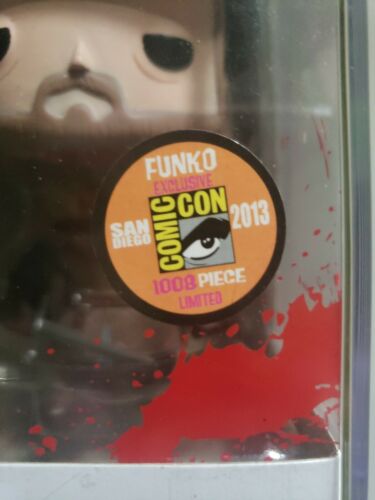 FUNKO
EXCLUSIVE
SAN DIEGO
COMIC CON
2013
1008 PIECE
LIMITED